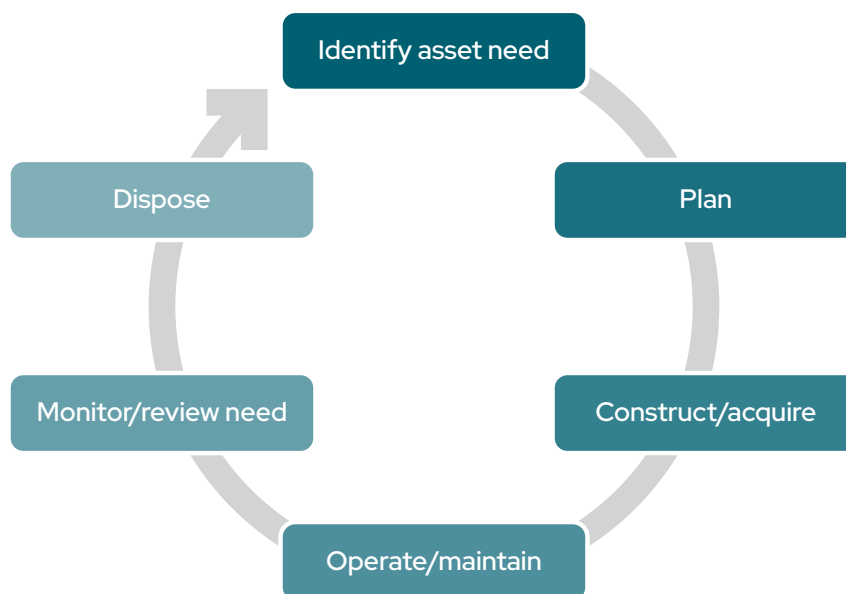 Identify asset need
Plan
Construct/acquire
Operate/maintain
Monitor/review need
Dispose